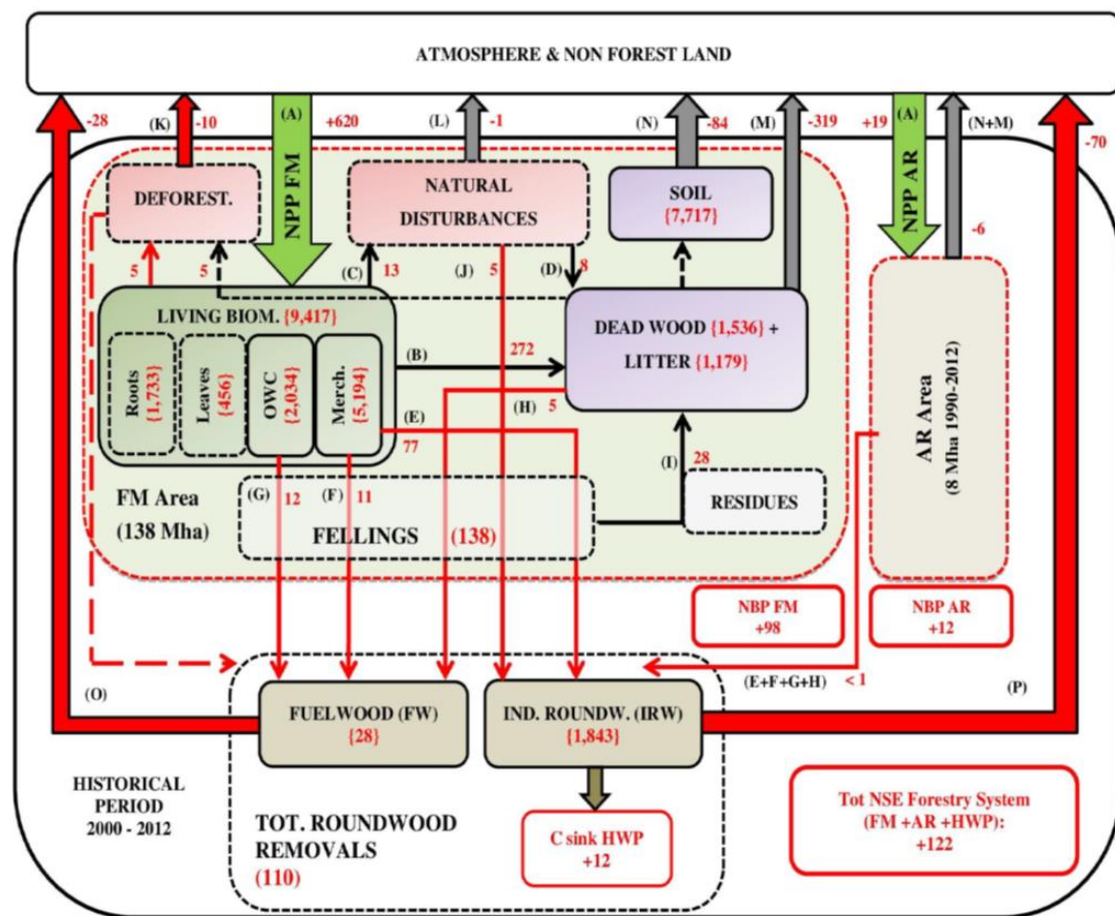 ATMOSPHERE & NON FOREST LAND
-28
(K)
-10
(A)
+620
(L)
-1
(N)
-84
(M)
-319
+19
(A)
(N+M)
-70
NPP FM
NPP AR
DEFOREST.
NATURAL
DISTURBANCES
SOIL
{7,717}
-6
5
5
(C)
13
(J)
5
(D)
8
LIVING BIOM. {9,417}
Roots
{1,733}
Leaves
{456}
OWC
{2,034}
Merch.
{5,194}
(B)
272
DEAD WOOD {1,536} +
LITTER {1,179}
(H)
5
(E)
77
AR Area
(8 Mha 1990-2012)
(I)
28
FM Area
(138 Mha)
(G)
12
(F)
11
FELLINGS
(138)
RESIDUES
NBP FM
+98
NBP AR
+12
(O)
(E+F+G+H)
< 1
(P)
FUELWOOD (FW)
{28}
IND. ROUNDW. (IRW)
{1,843}
HISTORICAL
PERIOD
2000 - 2012
TOT. ROUNDWOOD
REMOVALS
(110)
C sink HWP
+12
Tot NSE Forestry System
(FM +AR +HWP):
+122